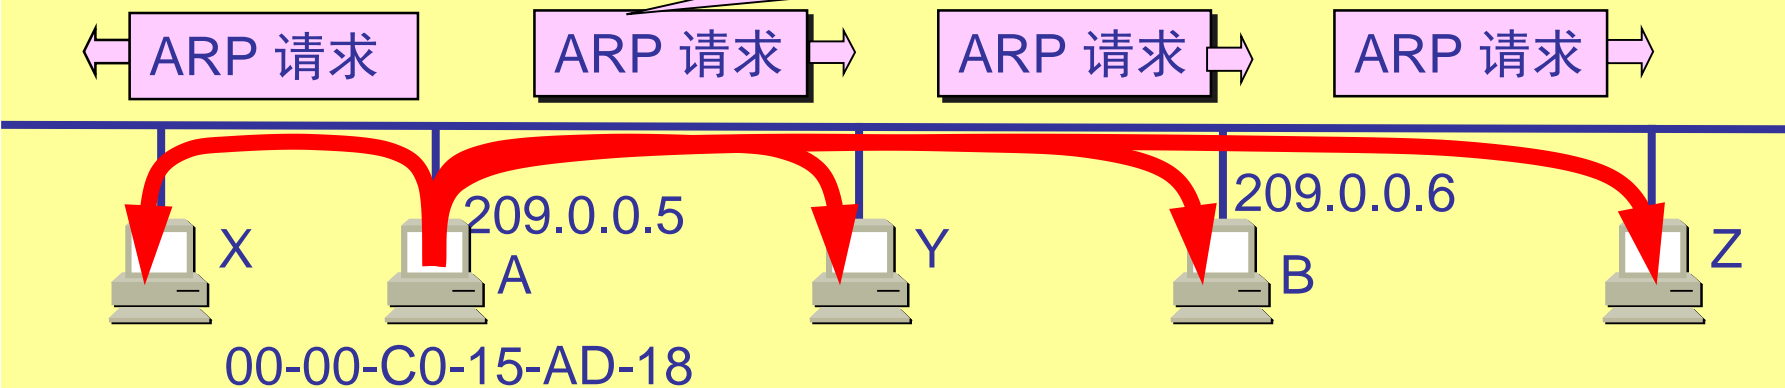 ARP 请求
ARP 请求
ARP 请求
ARP 请求
209.0.0.5
209.0.0.6
X
A
Y
B
Z
00-00-C0-15-AD-18